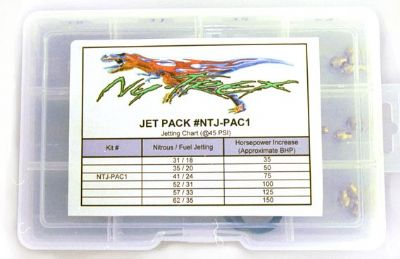 NyTrex
JET PACK #NTJ-PAC1
Jetting Chart (@45 PSI)
Kit # Nitrous / Fuel Jetting Horsepower Increase
(Approximate BHP)
31 / 18 35
35 / 20 50
NTJ-PAC1 41 / 24 75
52 / 31 100
57 / 33 125
62 / 35 150